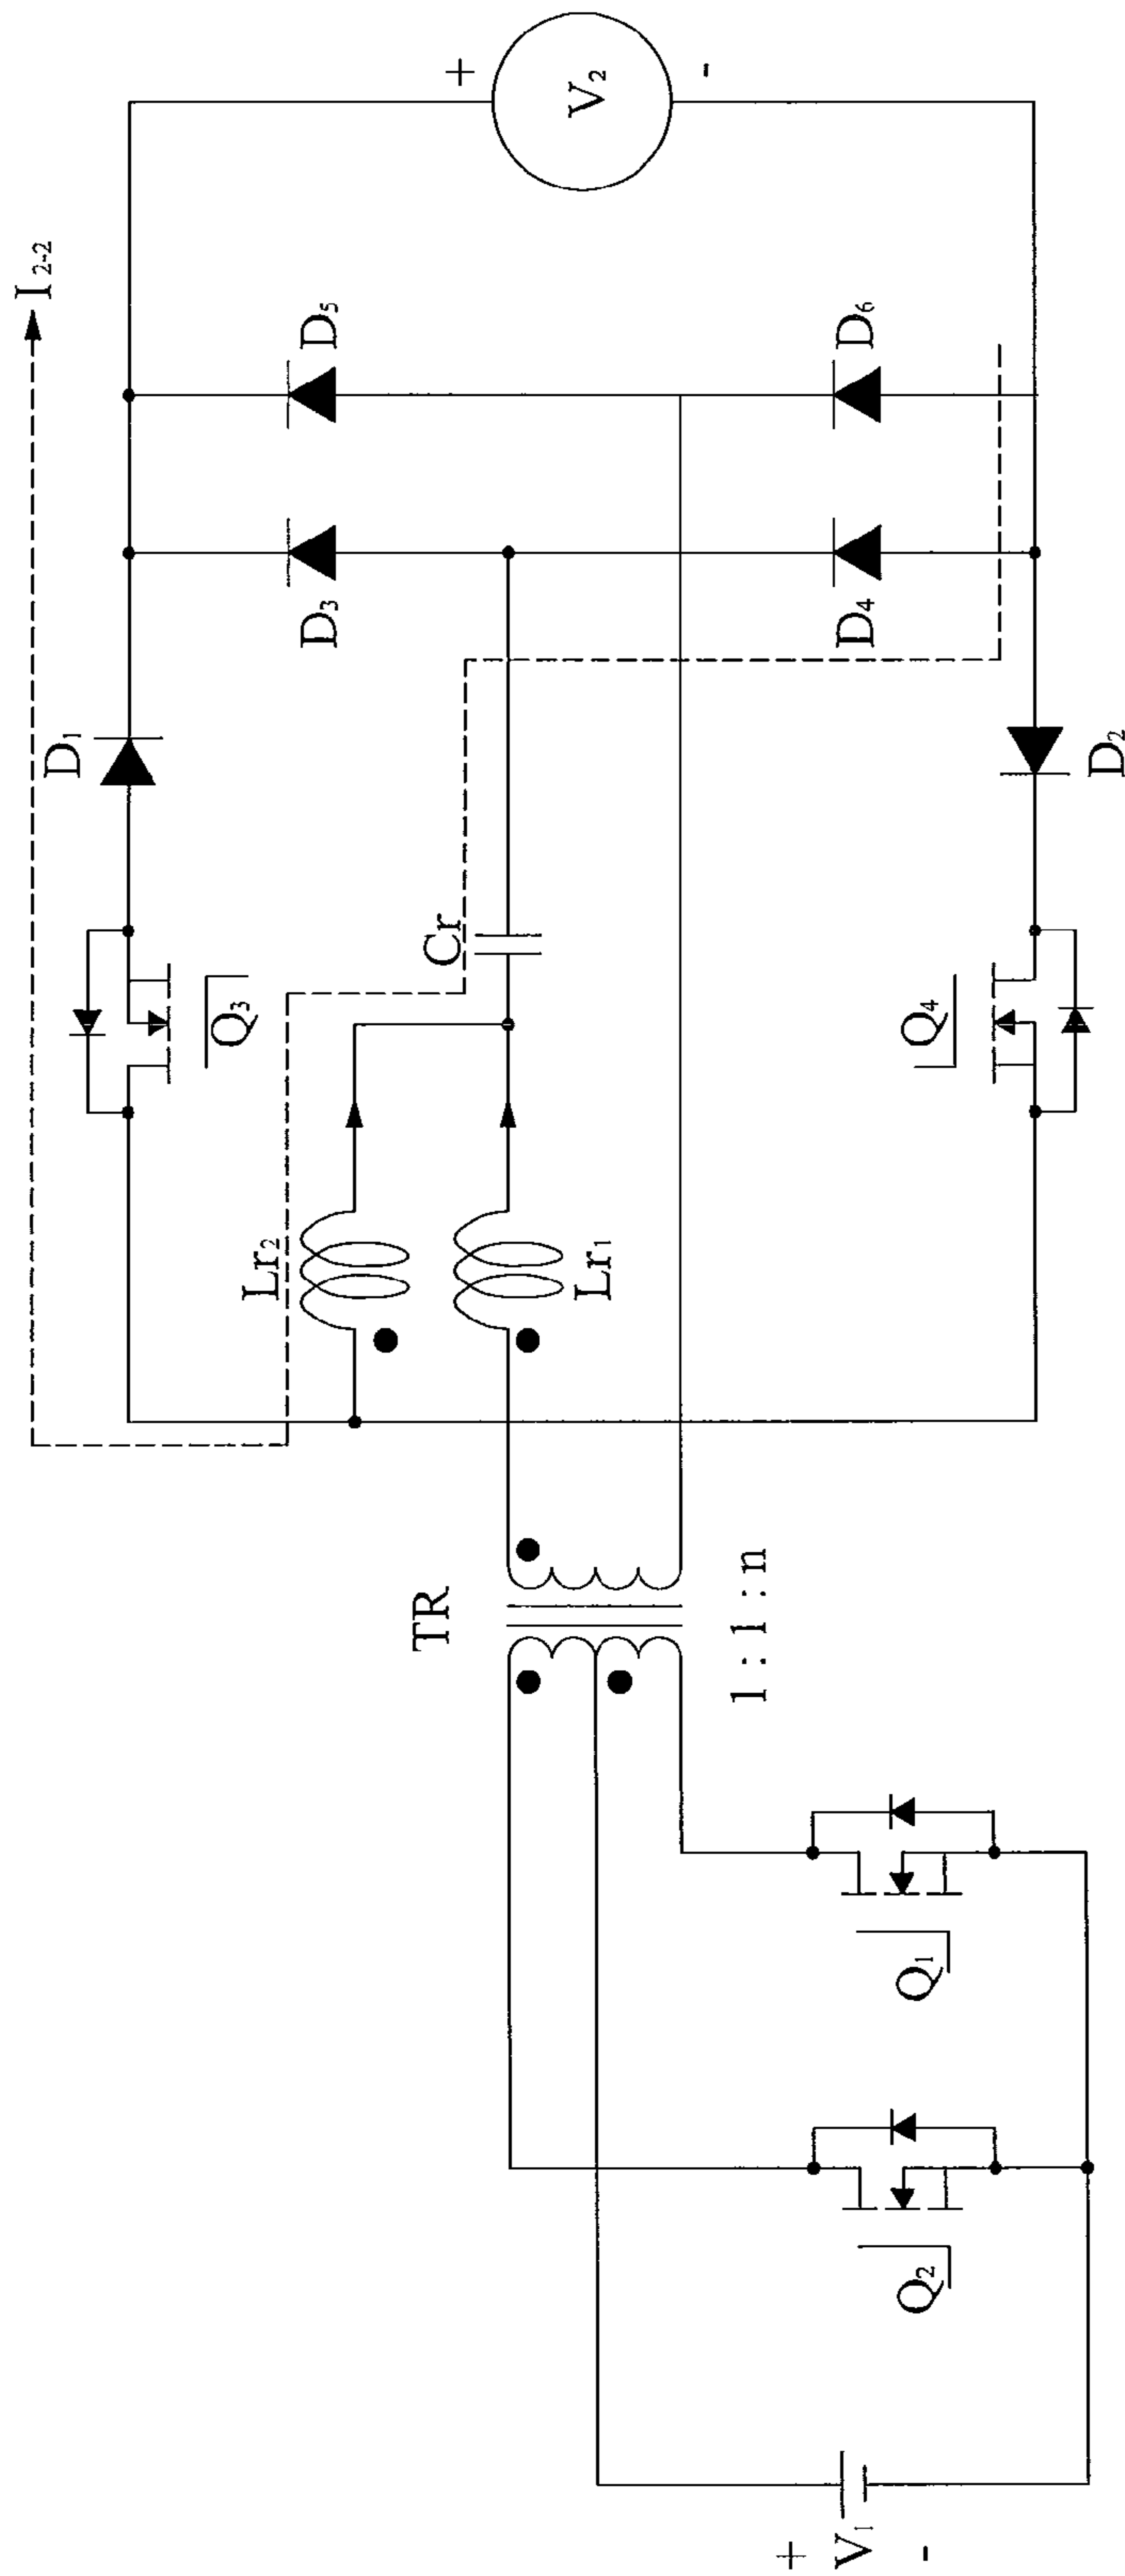 I 2-2
D1
Q3
Lr2
Cr
D3
D5
+
V2
-
TR
Lr1
D4
D6
1 : 1 : n
Q4
D2
Q1
Q2
+
V1
-